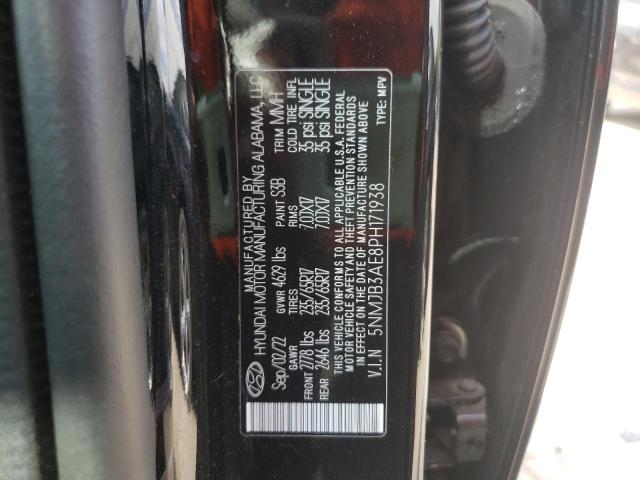 MANUFACTURED BY
HYUNDAI MOTOR MANUFACTURING ALABAMA, LLC
Sep/02/22 GVWR 4629 lbs PAINT S3B TRIM MMH
GAWR TIRES RIMS COLD TIRE INFL
FRONT 2778 lbs 235/65R17 7.0JX17 35 psi SINGLE
REAR 2646 lbs 235/65R17 7.0JX17 35 psi SINGLE
THIS VEHICLE CONFORMS TO ALL APPLICABLE U.S.A. FEDERAL
MOTOR VEHICLE SAFETY AND THEFT PREVENTION STANDARDS
IN EFFECT ON THE DATE OF MANUFACTURE SHOWN ABOVE
V.I.N 5NMJB3AE8PH171938 TYPE: MPV